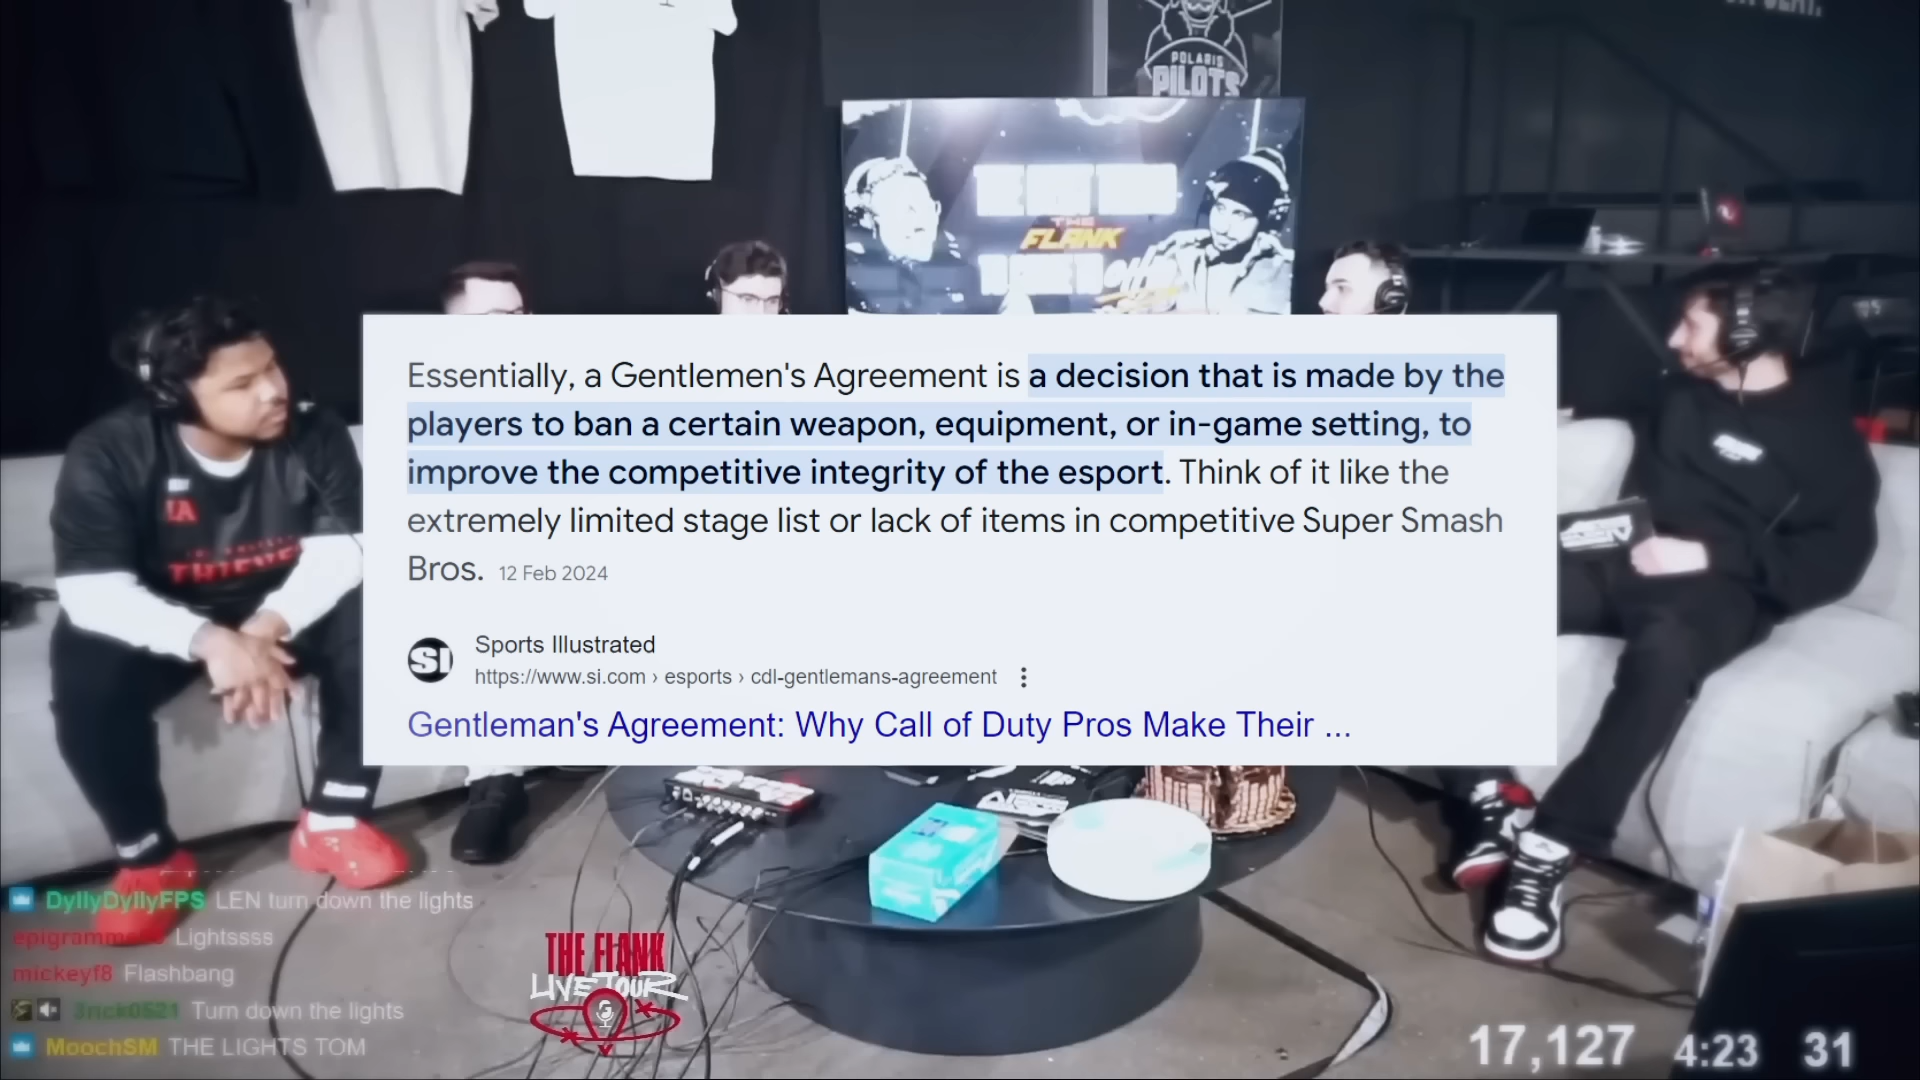 POLARIS
PILOTS
THE
FLANK
Essentially, a Gentlemen's Agreement is a decision that is made by the
players to ban a certain weapon, equipment, or in-game setting, to
improve the competitive integrity of the esport. Think of it like the
extremely limited stage list or lack of items in competitive Super Smash
Bros. 12 Feb 2024
SI
Sports Illustrated
https://www.si.com › esports › cdl-gentlemans-agreement
Gentleman's Agreement: Why Call of Duty Pros Make Their ...
THIEVES
DyllyDyllyFPS LEN turn down the lights
Lightssss
mickeyf8 Flashbang
3rick0521 Turn down the lights
MoochSM THE LIGHTS TOM
THE FLANK
LIVE TOUR
17,127 4:23 31